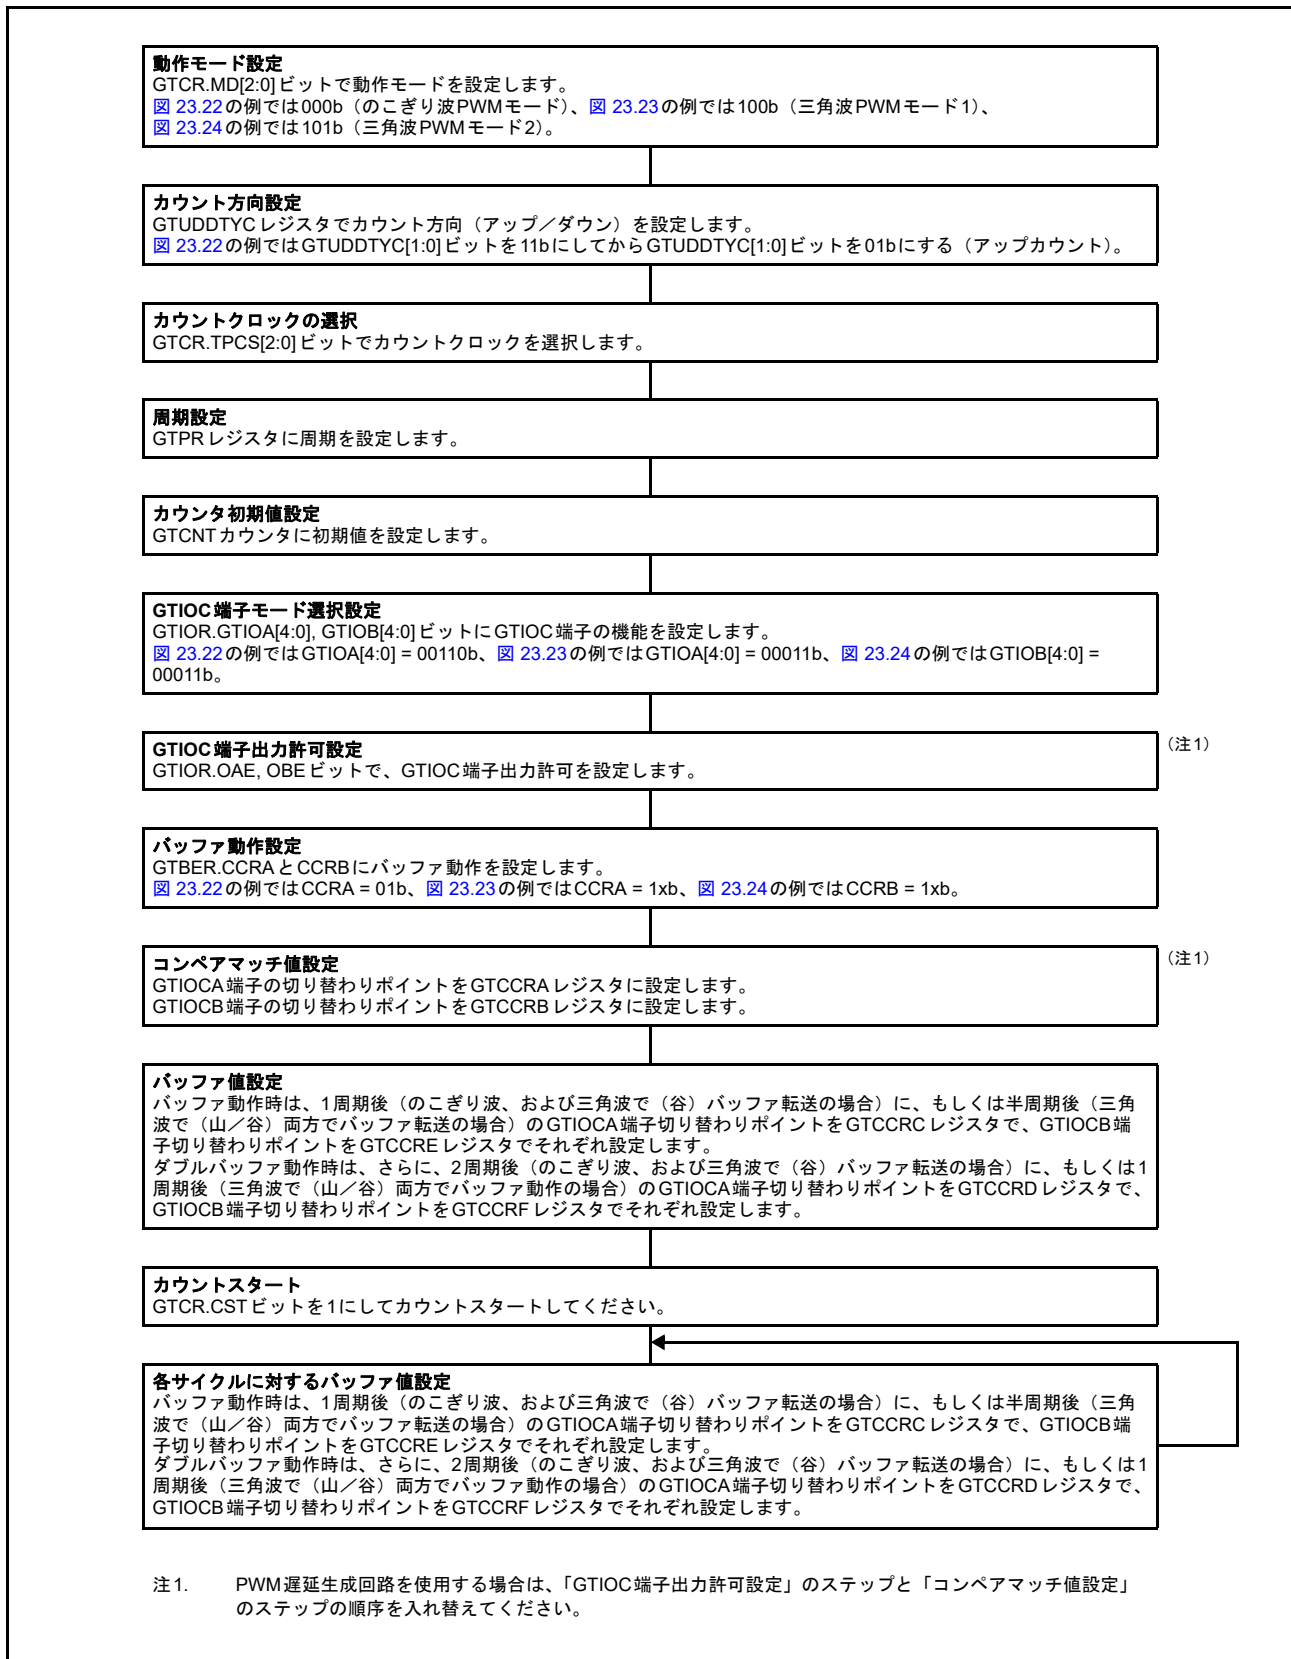 動作モード設定
GTCR.MD[2:0]ビットで動作モードを設定します。
図 23.22の例では000b（のこぎり波PWMモード）、図 23.23の例では100b（三角波PWMモード1）、
図 23.24の例では101b（三角波PWMモード2）。
カウント方向設定
GTUDDTYCレジスタでカウント方向（アップ／ダウン）を設定します。
図 23.22の例ではGTUDDTYC[1:0]ビットを11bにしてからGTUDDTYC[1:0]ビットを01bにする（アップカウント）。
カウントクロックの選択
GTCR.TPCS[2:0]ビットでカウントクロックを選択します。
周期設定
GTPRレジスタに周期を設定します。
カウンタ初期値設定
GTCNTカウンタに初期値を設定します。
GTIOC端子モード選択設定
GTIOR.GTIOA[4:0], GTIOB[4:0]ビットにGTIOC端子の機能を設定します。
図 23.22の例ではGTIOA[4:0] = 00110b、図 23.23の例ではGTIOA[4:0] = 00011b、図 23.24の例ではGTIOB[4:0] =
00011b。
GTIOC端子出力許可設定
（注1）
GTIOR.OAE, OBEビットで、GTIOC端子出力許可を設定します。
バッファ動作設定
GTBER.CCRAとCCRBにバッファ動作を設定します。
図 23.22の例ではCCRA = 01b、図 23.23の例ではCCRA = 1xb、図 23.24の例ではCCRB = 1xb。
コンペアマッチ値設定
（注1）
GTIOCA端子の切り替わりポイントをGTCCRAレジスタに設定します。
GTIOCB端子の切り替わりポイントをGTCCRBレジスタに設定します。
バッファ値設定
バッファ動作時は、1周期後（のこぎり波、および三角波で（谷）バッファ転送の場合）に、もしくは半周期後（三角
波で（山／谷）両方でバッファ転送の場合）のGTIOCA端子切り替わりポイントをGTCCRCレジスタで、GTIOCB端
子切り替わりポイントをGTCCREレジスタでそれぞれ設定します。
ダブルバッファ動作時は、さらに、2周期後（のこぎり波、および三角波で（谷）バッファ転送の場合）に、もしくは1
周期後（三角波で（山／谷）両方でバッファ動作の場合）のGTIOCA端子切り替わりポイントをGTCCRDレジスタで、
GTIOCB端子切り替わりポイントをGTCCRFレジスタでそれぞれ設定します。
カウントスタート
GTCR.CSTビットを1にしてカウントスタートしてください。
各サイクルに対するバッファ値設定
バッファ動作時は、1周期後（のこぎり波、および三角波で（谷）バッファ転送の場合）に、もしくは半周期後（三角
波で（山／谷）両方でバッファ転送の場合）のGTIOCA端子切り替わりポイントをGTCCRCレジスタで、GTIOCB端
子切り替わりポイントをGTCCREレジスタでそれぞれ設定します。
ダブルバッファ動作時は、さらに、2周期後（のこぎり波、および三角波で（谷）バッファ転送の場合）に、もしくは1
周期後（三角波で（山／谷）両方でバッファ動作の場合）のGTIOCA端子切り替わりポイントをGTCCRDレジスタで、
GTIOCB端子切り替わりポイントをGTCCRFレジスタでそれぞれ設定します。
注1. PWM遅延生成回路を使用する場合は、「GTIOC端子出力許可設定」のステップと「コンペアマッチ値設定」
のステップの順序を入れ替えてください。